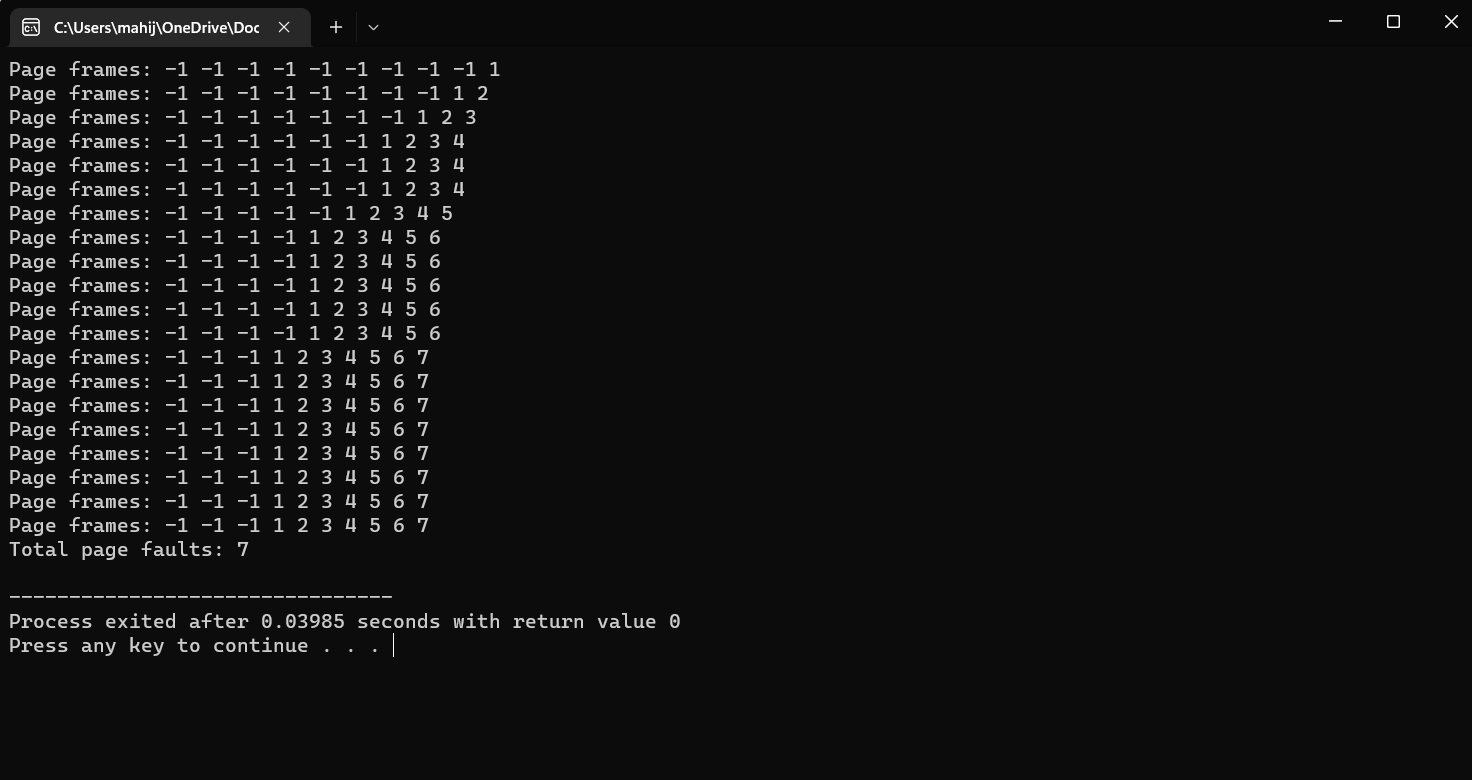 C:\Users\mahij\OneDrive\Doc
Page frames: -1 -1 -1 -1 -1 -1 -1 -1 -1 1
Page frames: -1 -1 -1 -1 -1 -1 -1 -1 1 2
Page frames: -1 -1 -1 -1 -1 -1 -1 1 2 3
Page frames: -1 -1 -1 -1 -1 -1 1 2 3 4
Page frames: -1 -1 -1 -1 -1 -1 1 2 3 4
Page frames: -1 -1 -1 -1 -1 -1 1 2 3 4
Page frames: -1 -1 -1 -1 -1 1 2 3 4 5
Page frames: -1 -1 -1 -1 1 2 3 4 5 6
Page frames: -1 -1 -1 -1 1 2 3 4 5 6
Page frames: -1 -1 -1 -1 1 2 3 4 5 6
Page frames: -1 -1 -1 -1 1 2 3 4 5 6
Page frames: -1 -1 -1 -1 1 2 3 4 5 6
Page frames: -1 -1 -1 1 2 3 4 5 6 7
Page frames: -1 -1 -1 1 2 3 4 5 6 7
Page frames: -1 -1 -1 1 2 3 4 5 6 7
Page frames: -1 -1 -1 1 2 3 4 5 6 7
Page frames: -1 -1 -1 1 2 3 4 5 6 7
Page frames: -1 -1 -1 1 2 3 4 5 6 7
Page frames: -1 -1 -1 1 2 3 4 5 6 7
Page frames: -1 -1 -1 1 2 3 4 5 6 7
Total page faults: 7
--------------------------------
Process exited after 0.03985 seconds with return value 0
Press any key to continue . . .